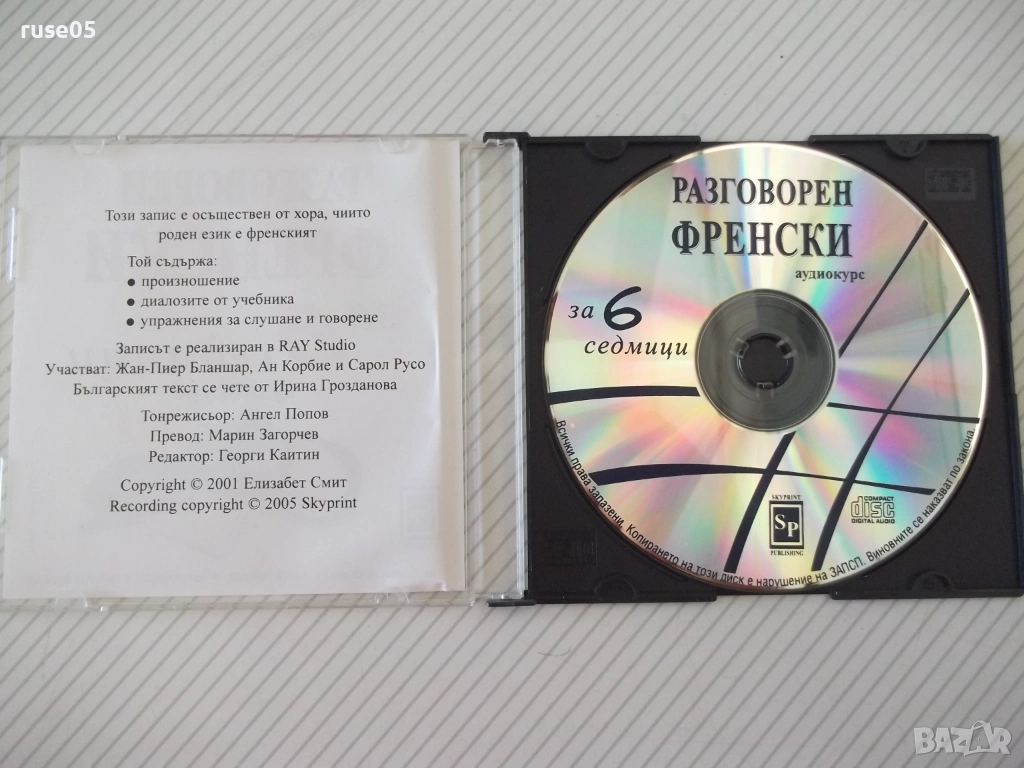 ruse05
Този запис е осъществен от хора, чиито
роден език е френският
Той съдържа:
• произношение
• диалозите от учебника
• упражнения за слушане и говорене
Записът е реализиран в RAY Studio
Участват: Жан-Пиер Бланшар, Ан Корбие и Сарол Русо
Българският текст се чете от Ирина Грозданова
Тонрежисьор: Ангел Попов
Превод: Марин Загорчев
Редактор: Георги Каитин
Copyright © 2001 Елизабет Смит
Recording copyright © 2005 Skyprint
РАЗГОВОРЕН
ФРЕНСКИ
аудиокурс
за 6
седмици
SKYPRINT
SP
PUBLISHING
COMPACT
disc
DIGITAL AUDIO
Всички права запазени. Копирането на този диск е нарушение на ЗАПСП. Виновните се наказват по закона.
BAZAR